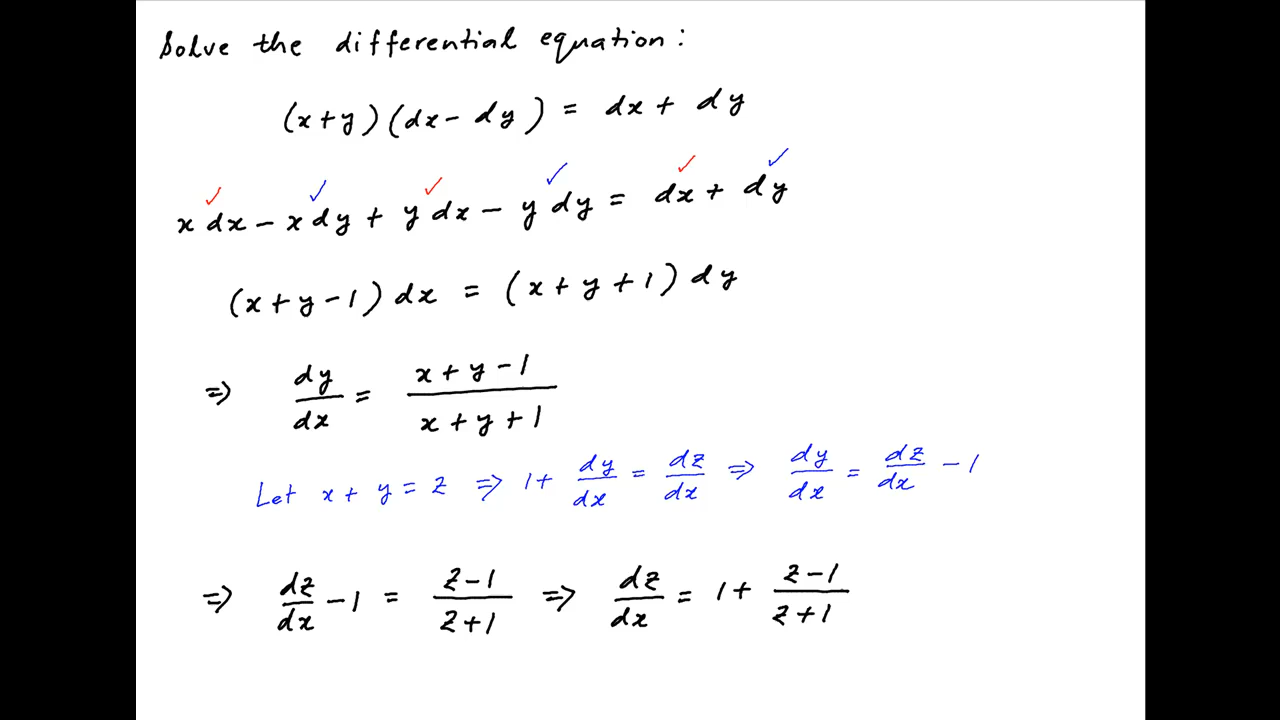 Solve the differential equation:
(x+y)(dx-dy) = dx + dy
x dx - x dy + y dx - y dy = dx + dy
(x+y-1) dx = (x+y+1) dy
⇒ dy/dx = (x+y-1)/(x+y+1)
Let x+y=z ⇒ 1+ dy/dx = dz/dx ⇒ dy/dx = dz/dx - 1
⇒ dz/dx - 1 = (z-1)/(z+1) ⇒ dz/dx = 1 + (z-1)/(z+1)